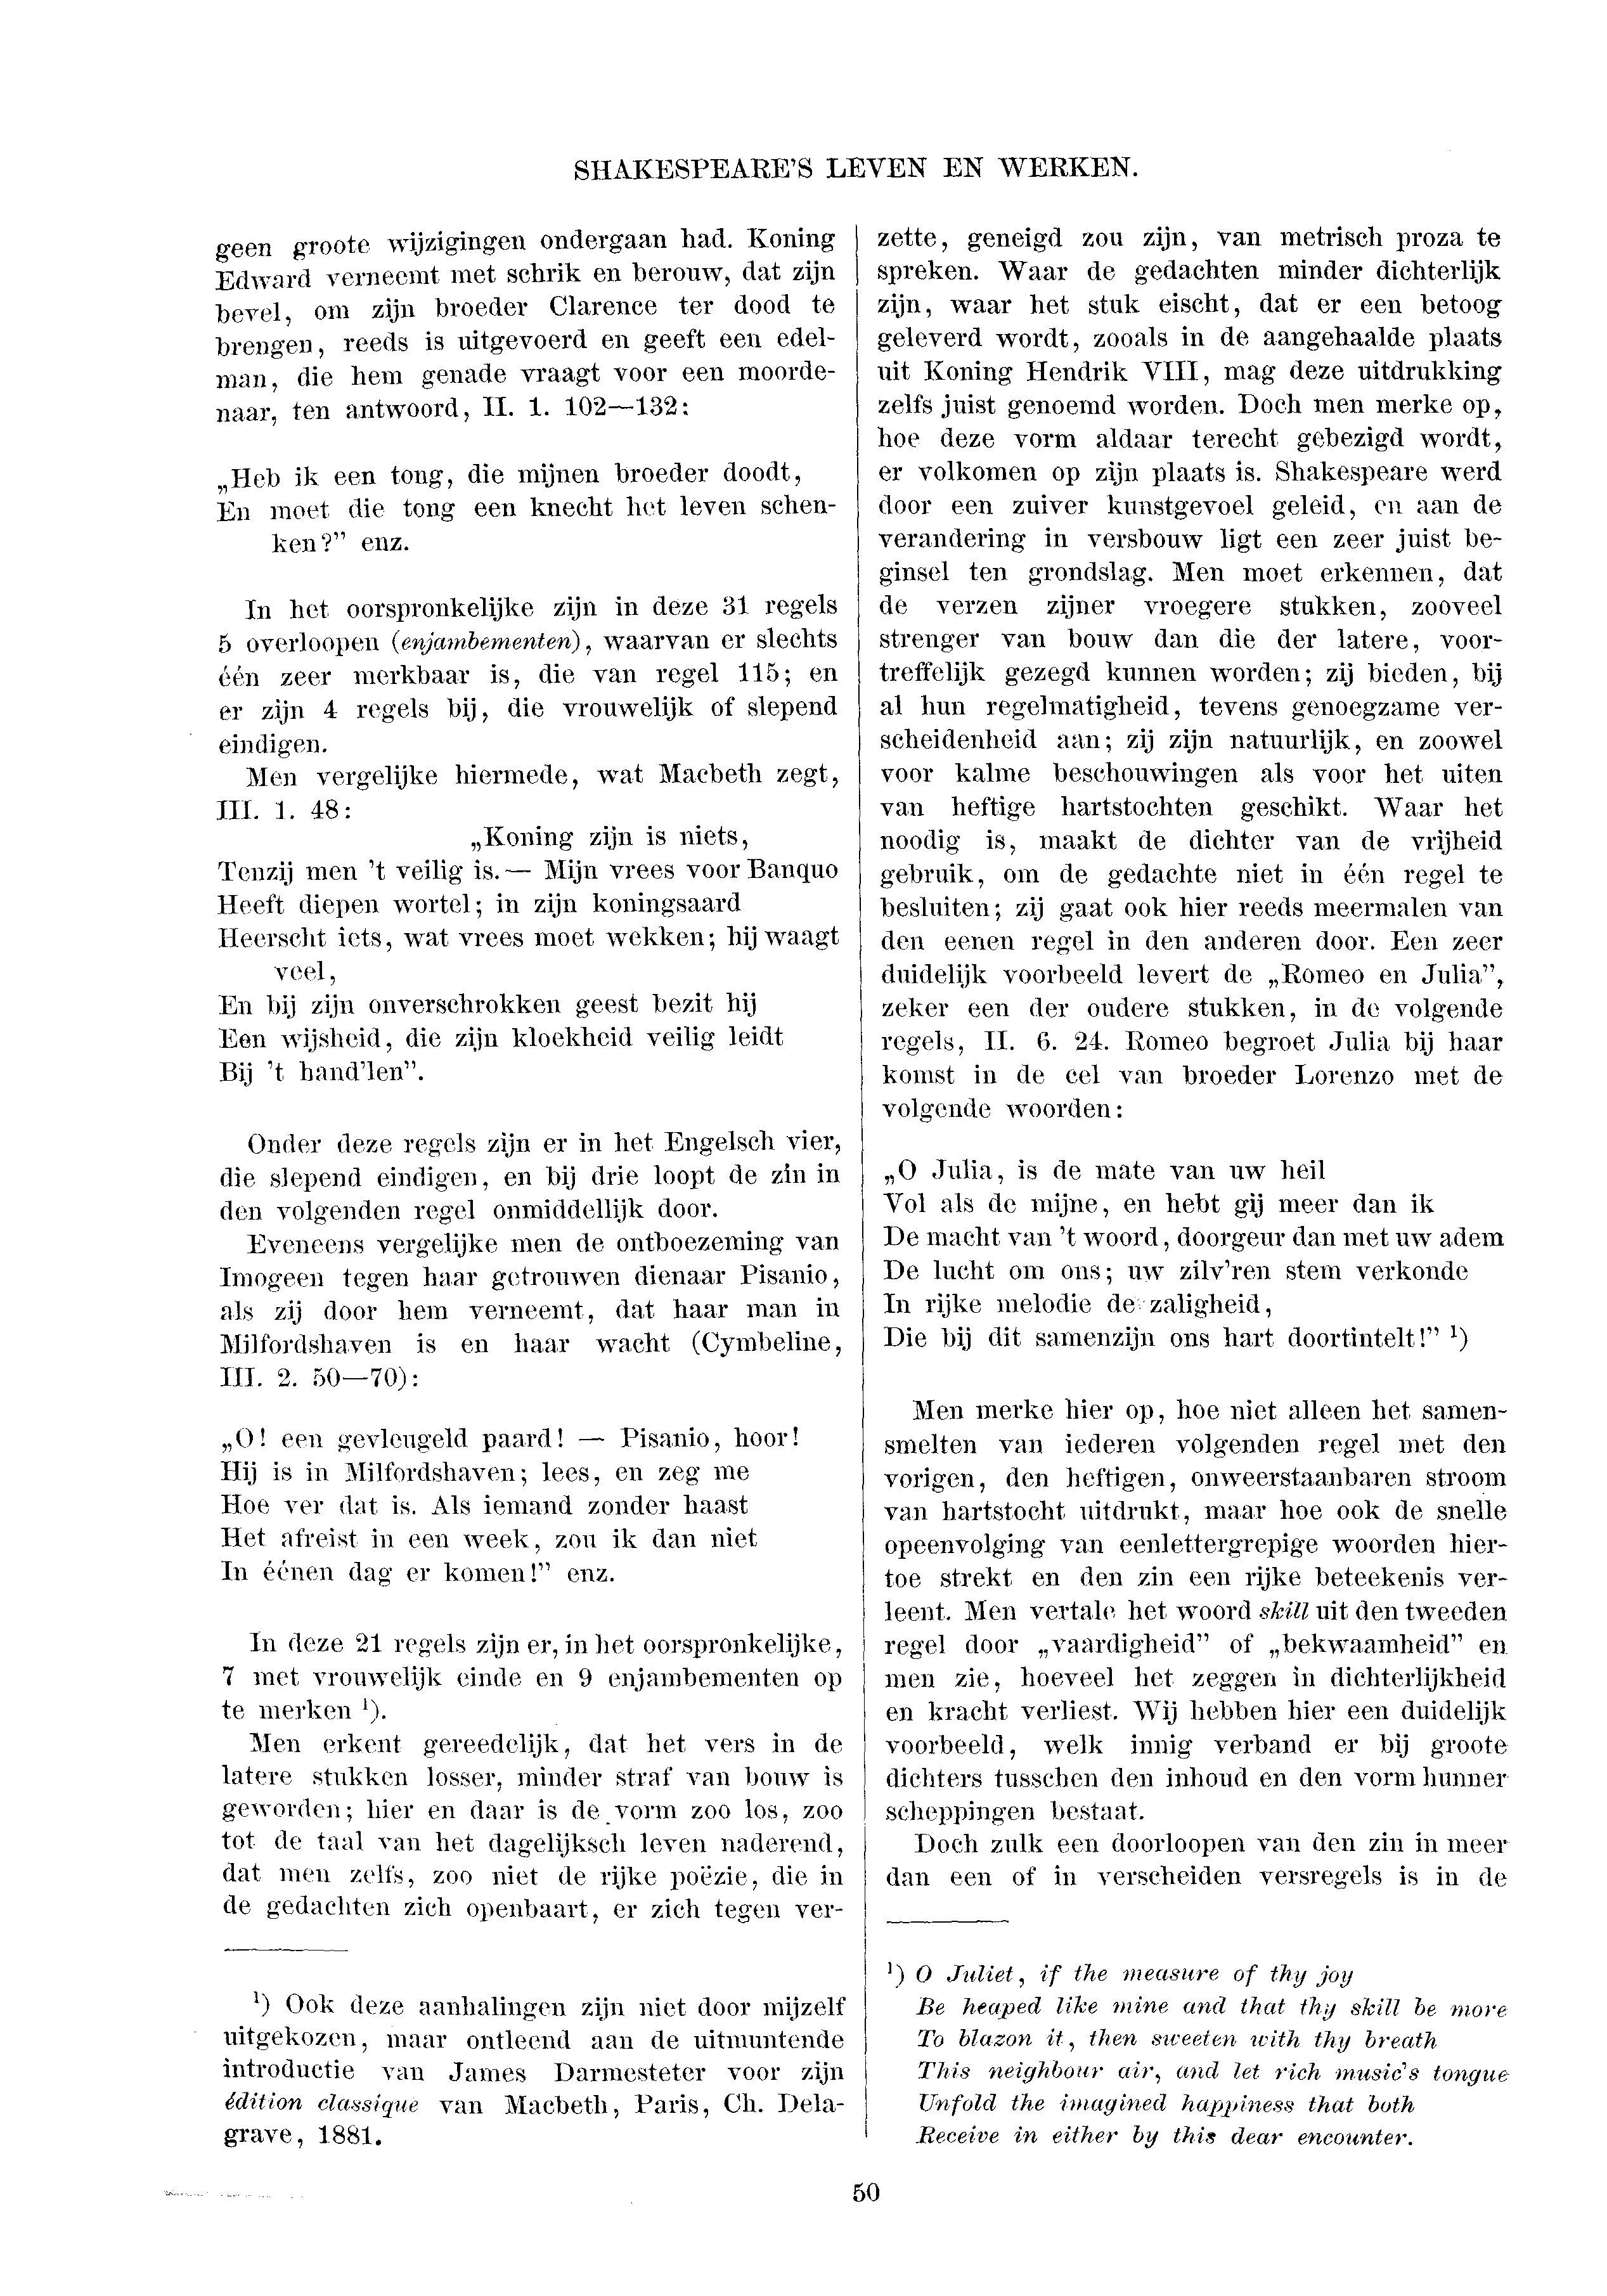 SHAKESPEARE'S LEVEN EN WERKEN.
geen groote wijzigingen ondergaan had. Koning
Edward verneemt met schrik en berouw, dat zijn
bevel, om zijn broeder Clarence ter dood te
brengen, reeds is uitgevoerd en geeft een edel-
man, die hem genade vraagt voor een moorde-
naar, ten antwoord, II. 1. 102—132:
„Heb ik een tong, die mijnen broeder doodt,
En moet die tong een knecht het leven schen-
ken?” enz.
In het oorspronkelijke zijn in deze 31 regels
5 overloopen (enjambementen), waarvan er slechts
één zeer merkbaar is, die van regel 115; en
er zijn 4 regels bij, die vrouwelijk of slepend
eindigen.
Men vergelijke hiermede, wat Macbeth zegt,
III. 1. 48:
„Koning zijn is niets,
Tenzij men 't veilig is. — Mijn vrees voor Banquo
Heeft diepen wortel; in zijn koningsaard
Heerscht iets, wat vrees moet wekken; hij waagt
veel,
En bij zijn onverschrokken geest bezit hij
Een wijsheid, die zijn kloekheid veilig leidt
Bij 't hand'len”.
Onder deze regels zijn er in het Engelsch vier,
die slepend eindigen, en bij drie loopt de zin in
den volgenden regel onmiddellijk door.
Eveneens vergelijke men de ontboezeming van
Imogeen tegen haar getrouwen dienaar Pisanio,
als zij door hem verneemt, dat haar man in
Milfordshaven is en haar wacht (Cymbeline,
III. 2. 50—70):
„O! een gevleugeld paard! — Pisanio, hoor!
Hij is in Milfordshaven; lees, en zeg me
Hoe ver dat is. Als iemand zonder haast
Het afreist in een week, zou ik dan niet
In éénen dag er komen!” enz.
In deze 21 regels zijn er, in het oorspronkelijke,
7 met vrouwelijk einde en 9 enjambementen op
te merken ¹).
Men erkent gereedelijk, dat het vers in de
latere stukken losser, minder straf van bouw is
geworden; hier en daar is de vorm zoo los, zoo
tot de taal van het dagelijksch leven naderend,
dat men zelfs, zoo niet de rijke poëzie, die in
de gedachten zich openbaart, er zich tegen ver-
¹) Ook deze aanhalingen zijn niet door mijzelf
uitgekozen, maar ontleend aan de uitmuntende
introductie van James Darmesteter voor zijn
édition classique van Macbeth, Paris, Ch. Dela-
grave, 1881.
zette, geneigd zou zijn, van metrisch proza te
spreken. Waar de gedachten minder dichterlijk
zijn, waar het stuk eischt, dat er een betoog
geleverd wordt, zooals in de aangehaalde plaats
uit Koning Hendrik VIII, mag deze uitdrukking
zelfs juist genoemd worden. Doch men merke op,
hoe deze vorm aldaar terecht gebezigd wordt,
er volkomen op zijn plaats is. Shakespeare werd
door een zuiver kunstgevoel geleid, en aan de
verandering in versbouw ligt een zeer juist be-
ginsel ten grondslag. Men moet erkennen, dat
de verzen zijner vroegere stukken, zooveel
strenger van bouw dan die der latere, voor-
treffelijk gezegd kunnen worden; zij bieden, bij
al hun regelmatigheid, tevens genoegzame ver-
scheidenheid aan; zij zijn natuurlijk, en zoowel
voor kalme beschouwingen als voor het uiten
van heftige hartstochten geschikt. Waar het
noodig is, maakt de dichter van de vrijheid
gebruik, om de gedachte niet in één regel te
besluiten; zij gaat ook hier reeds meermalen van
den eenen regel in den anderen door. Een zeer
duidelijk voorbeeld levert de „Romeo en Julia”,
zeker een der oudere stukken, in de volgende
regels, II. 6. 24. Romeo begroet Julia bij haar
komst in de cel van broeder Lorenzo met de
volgende woorden:
„O Julia, is de mate van uw heil
Vol als de mijne, en hebt gij meer dan ik
De macht van 't woord, doorgeur dan met uw adem
De lucht om ons; uw zilv'ren stem verkonde
In rijke melodie de zaligheid,
Die bij dit samenzijn ons hart doortintelt!” ¹)
Men merke hier op, hoe niet alleen het samen-
smelten van iederen volgenden regel met den
vorigen, den heftigen, onweerstaanbaren stroom
van hartstocht uitdrukt, maar hoe ook de snelle
opeenvolging van eenlettergrepige woorden hier-
toe strekt en den zin een rijke beteekenis ver-
leent. Men vertale het woord skill uit den tweeden
regel door „vaardigheid” of „bekwaamheid” en
men zie, hoeveel het zeggen in dichterlijkheid
en kracht verliest. Wij hebben hier een duidelijk
voorbeeld, welk innig verband er bij groote
dichters tusschen den inhoud en den vorm hunner
scheppingen bestaat.
Doch zulk een doorloopen van den zin in meer
dan een of in verscheiden versregels is in de
¹) O Juliet, if the measure of thy joy
Be heaped like mine and that thy skill be more
To blazon it, then sweeten with thy breath
This neighbour air, and let rich music's tongue
Unfold the imagined happiness that both
Receive in either by this dear encounter.
50